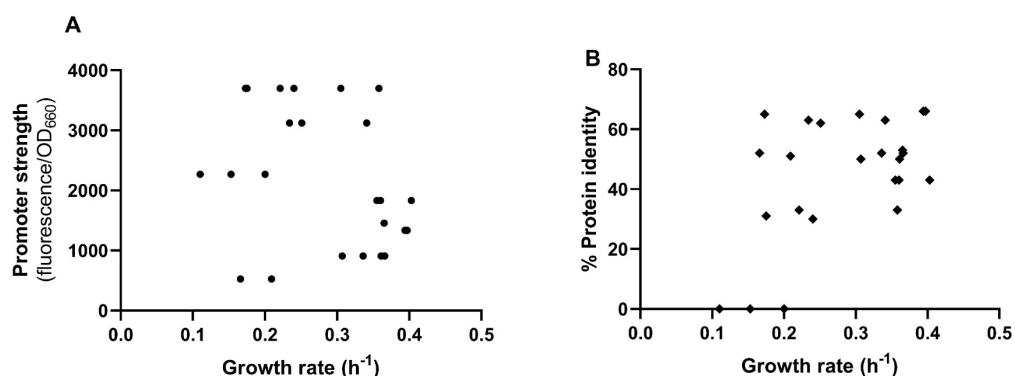 A
Promoter strength
(fluorescence/OD660)
4000
3000
2000
1000
0
0.0 0.1 0.2 0.3 0.4 0.5
Growth rate (h-1)
B
% Protein identity
80
60
40
20
0
0.0 0.1 0.2 0.3 0.4 0.5
Growth rate (h-1)